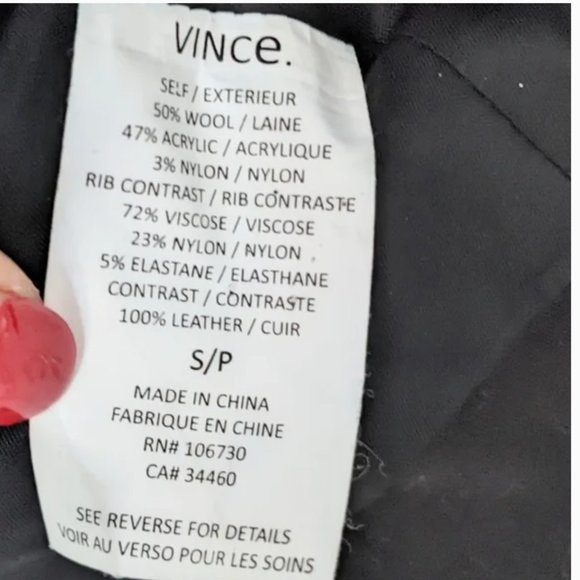 VINCe.
SELF / EXTERIEUR
50% WOOL / LAINE
47% ACRYLIC / ACRYLIQUE
3% NYLON / NYLON
RIB CONTRAST / RIB CONTRASTE
72% VISCOSE / VISCOSE
23% NYLON / NYLON
5% ELASTANE / ELASTHANE
CONTRAST / CONTRASTE
100% LEATHER / CUIR
S/P
MADE IN CHINA
FABRIQUE EN CHINE
RN# 106730
CA# 34460
SEE REVERSE FOR DETAILS
VOIR AU VERSO POUR LES SOINS